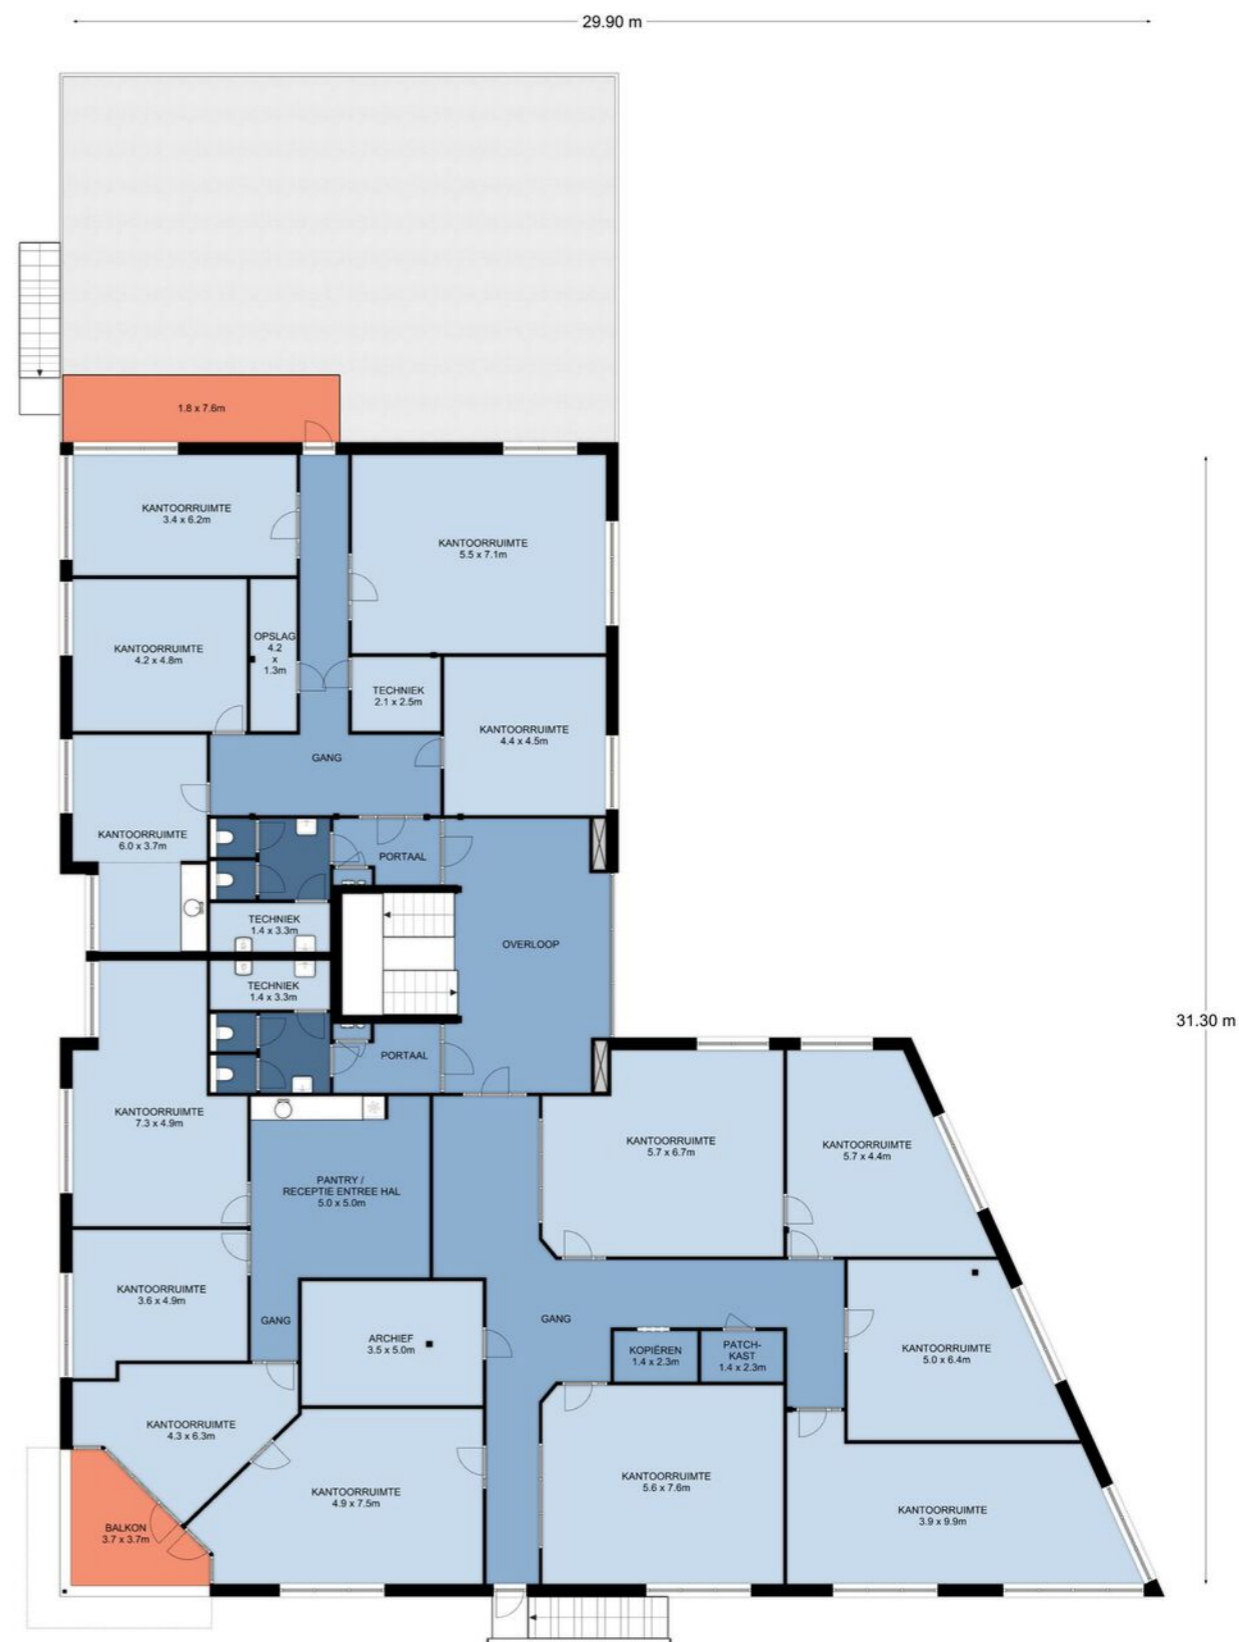 29.90 m
1.8 x 7.6m
KANTOORRUIMTE
3.4 x 6.2m
KANTOORRUIMTE
5.5 x 7.1m
KANTOORRUIMTE
4.2 x 4.8m
OPSLAG
4.2
x
1.3m
TECHNIEK
2.1 x 2.5m
KANTOORRUIMTE
4.4 x 4.5m
GANG
KANTOORRUIMTE
6.0 x 3.7m
PORTAAL
TECHNIEK
1.4 x 3.3m
OVERLOOP
TECHNIEK
1.4 x 3.3m
31.30 m
PORTAAL
KANTOORRUIMTE
7.3 x 4.9m
PANTRY /
RECEPTIE ENTREE HAL
5.0 x 5.0m
KANTOORRUIMTE
5.7 x 6.7m
KANTOORRUIMTE
5.7 x 4.4m
KANTOORRUIMTE
3.6 x 4.9m
GANG
ARCHIEF
3.5 x 5.0m
GANG
KOPIËREN
1.4 x 2.3m
PATCH-
KAST
1.4 x 2.3m
KANTOORRUIMTE
5.0 x 6.4m
KANTOORRUIMTE
4.3 x 6.3m
KANTOORRUIMTE
4.9 x 7.5m
KANTOORRUIMTE
5.6 x 7.6m
KANTOORRUIMTE
3.9 x 9.9m
BALKON
3.7 x 3.7m